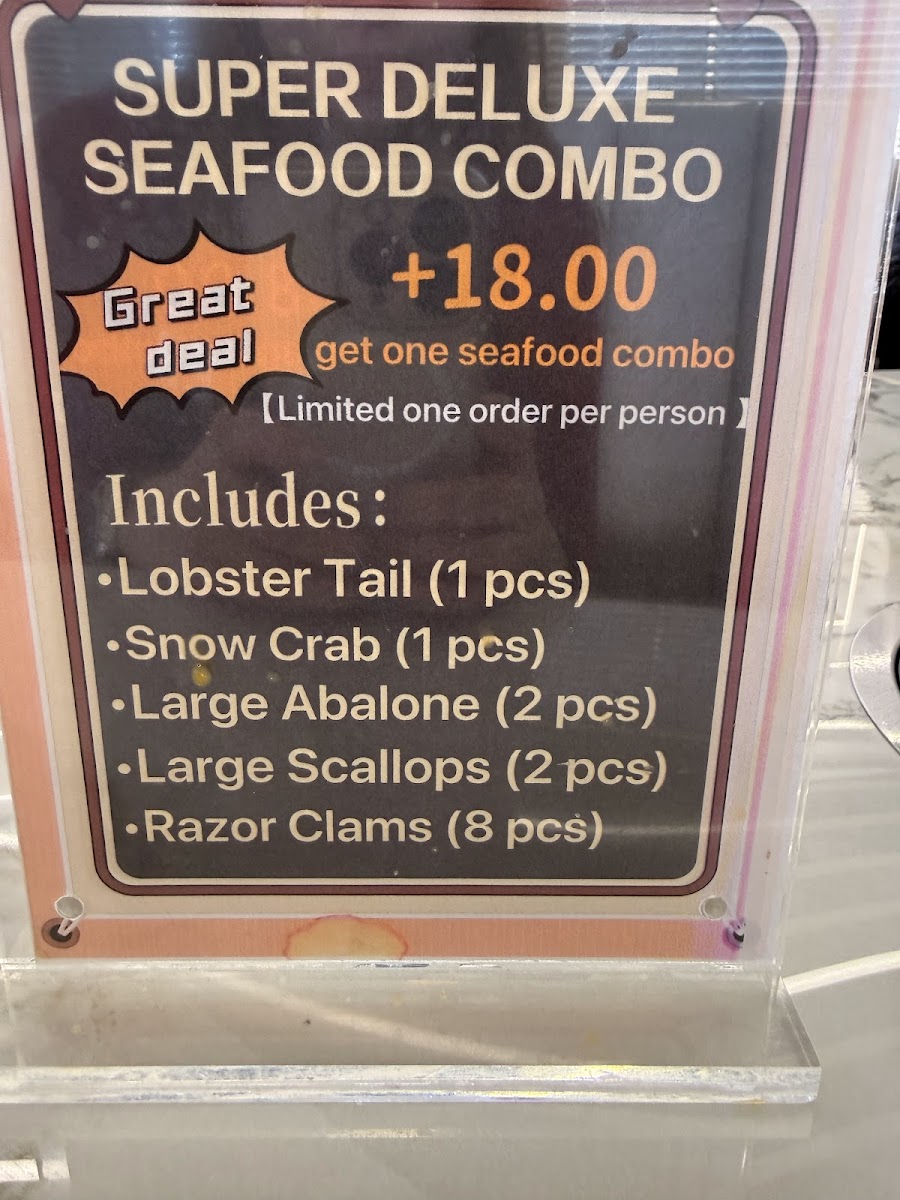 SUPER DELUXE
SEAFOOD COMBO
Great
deal
+18.00
get one seafood combo
【Limited one order per person】
Includes:
•Lobster Tail (1 pcs)
•Snow Crab (1 pcs)
•Large Abalone (2 pcs)
•Large Scallops (2 pcs)
•Razor Clams (8 pcs)